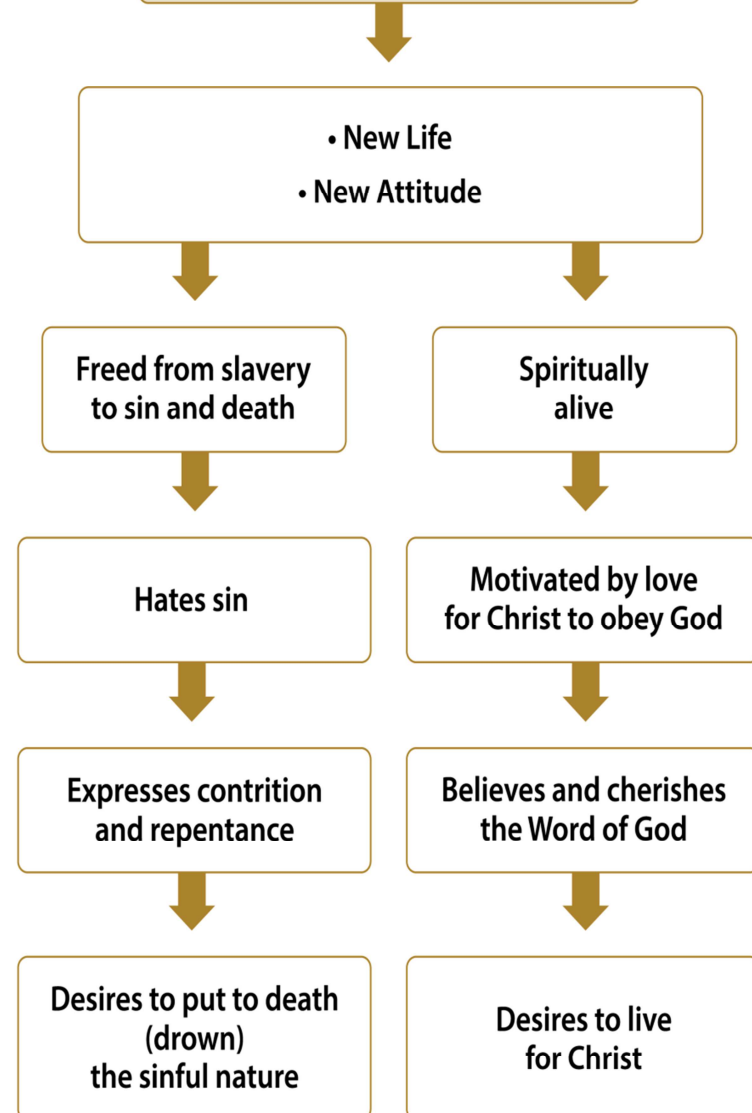 • New Life
• New Attitude
Freed from slavery
to sin and death
Spiritually
alive
Hates sin
Motivated by love
for Christ to obey God
Expresses contrition
and repentance
Believes and cherishes
the Word of God
Desires to put to death
(drown)
the sinful nature
Desires to live
for Christ